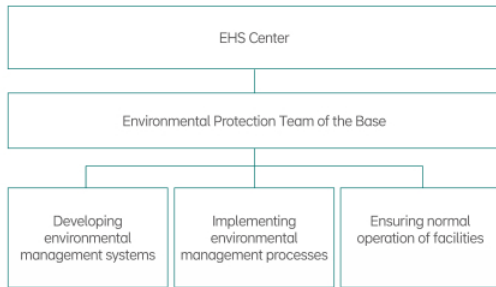 EHS Center
Environmental Protection Team of the Base
Developing
environmental
management systems
Implementing
environmental
management processes
Ensuring normal
operation of facilities